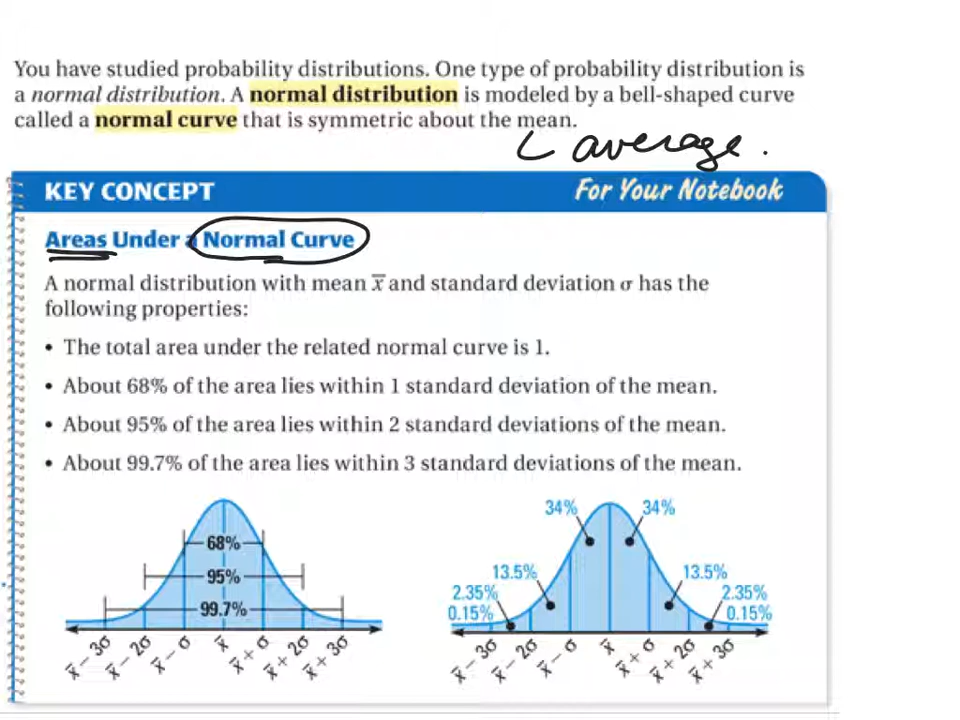 You have studied probability distributions. One type of probability distribution is
a normal distribution. A normal distribution is modeled by a bell-shaped curve
called a normal curve that is symmetric about the mean.
average.
KEY CONCEPT For Your Notebook
Areas Under a Normal Curve
A normal distribution with mean x̄ and standard deviation σ has the
following properties:
• The total area under the related normal curve is 1.
• About 68% of the area lies within 1 standard deviation of the mean.
• About 95% of the area lies within 2 standard deviations of the mean.
• About 99.7% of the area lies within 3 standard deviations of the mean.
68%
95%
99.7%
x̄ − 3σ x̄ − 2σ x̄ − σ x̄ x̄ + σ x̄ + 2σ x̄ + 3σ
34% 34%
13.5% 13.5%
2.35% 2.35%
0.15% 0.15%
x̄ − 3σ x̄ − 2σ x̄ − σ x̄ x̄ + σ x̄ + 2σ x̄ + 3σ